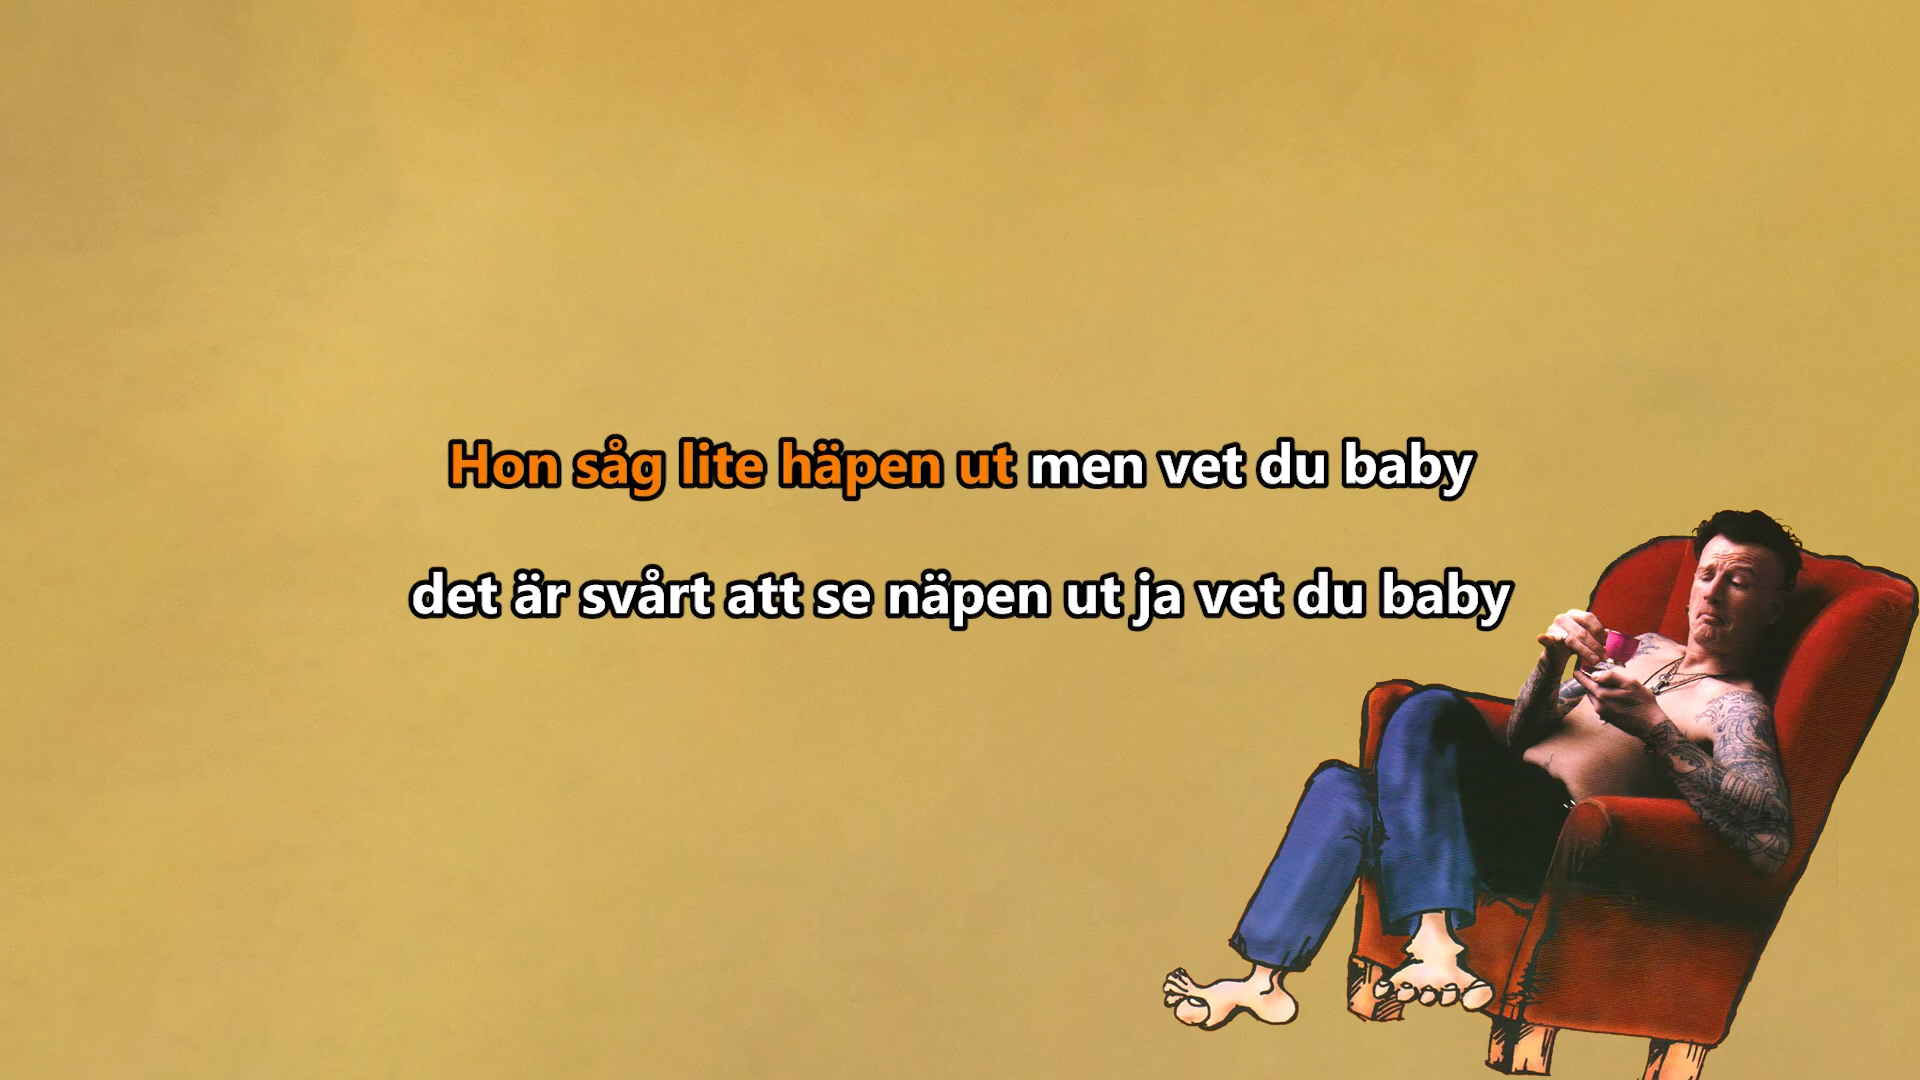 Hon såg lite häpen ut men vet du baby
det är svårt att se näpen ut ja vet du baby